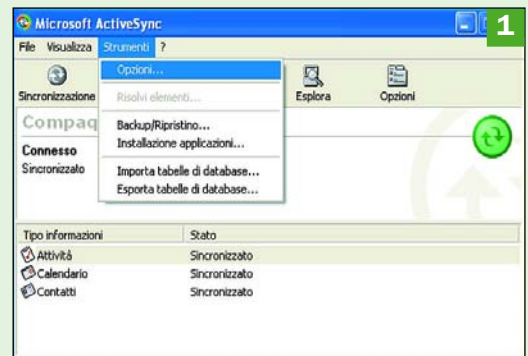 Microsoft ActiveSync
1
File Visualizza Strumenti ?
Opzioni...
Risolvi elementi...
Backup/Ripristino...
Installazione applicazioni...
Importa tabelle di database...
Esporta tabelle di database...
Sincronizzazione Esplora Opzioni
Compaq
Connesso
Sincronizzato
Tipo informazioni Stato
Attività Sincronizzato
Calendario Sincronizzato
Contatti Sincronizzato